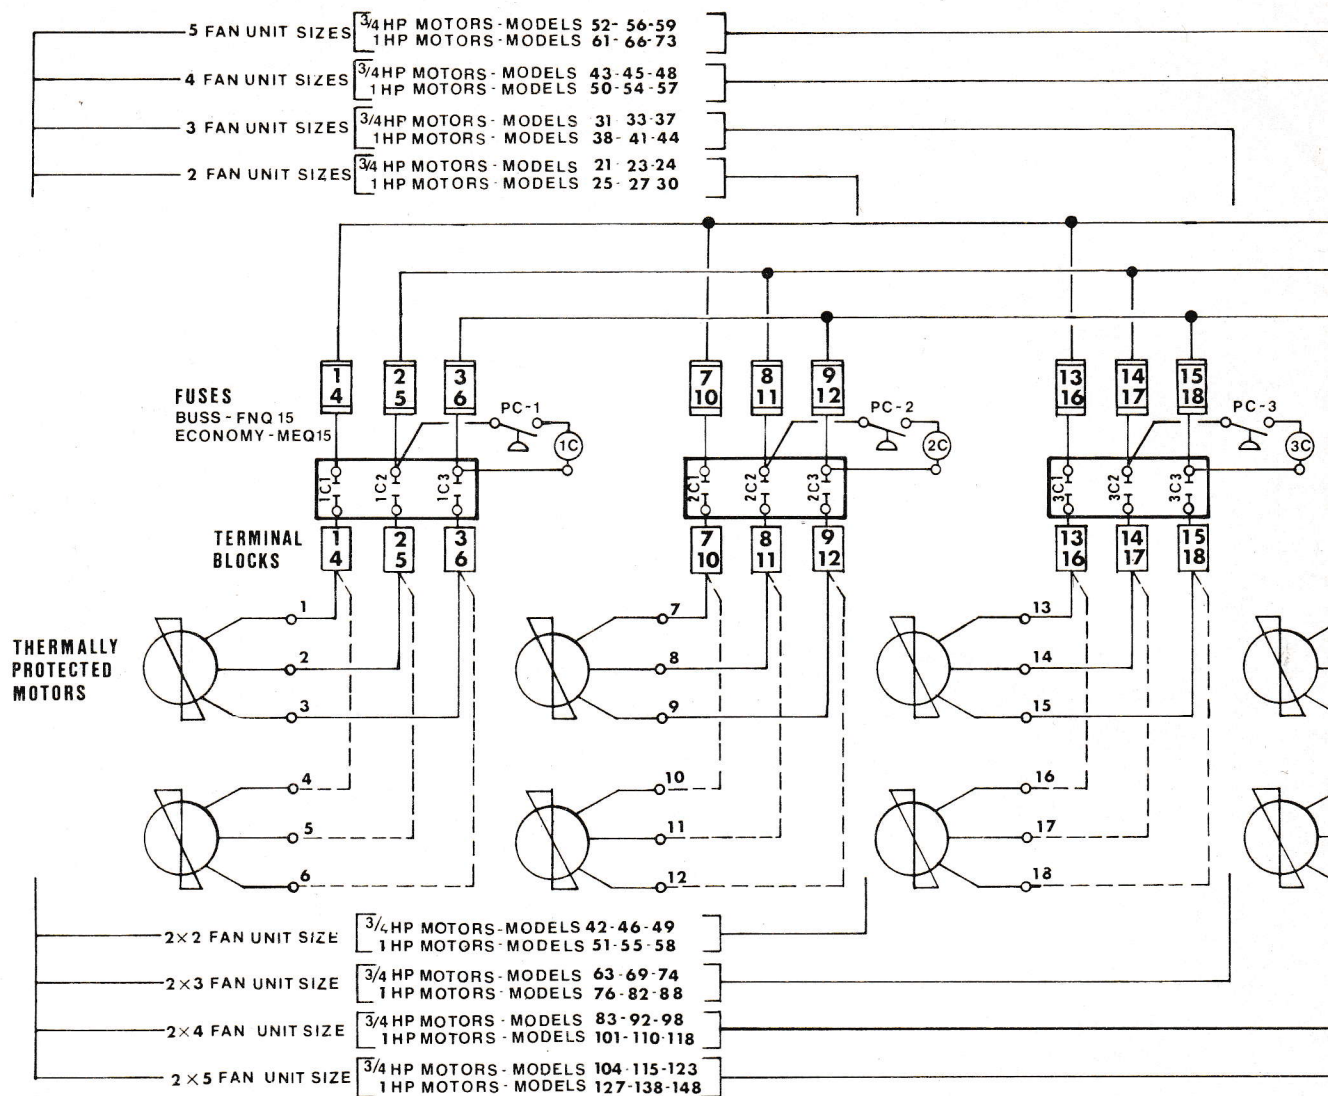 5 FAN UNIT SIZES 3/4 HP MOTORS - MODELS 52- 56-59
1 HP MOTORS - MODELS 61- 66-73
4 FAN UNIT SIZES 3/4 HP MOTORS - MODELS 43-45-48
1 HP MOTORS - MODELS 50-54-57
3 FAN UNIT SIZES 3/4 HP MOTORS - MODELS 31 33-37
1 HP MOTORS - MODELS 38- 41-44
2 FAN UNIT SIZES 3/4 HP MOTORS - MODELS 21- 23-24
1 HP MOTORS - MODELS 25- 27 30
1 2 3 7 8 9 13 14 15
4 5 6 10 11 12 16 17 18
FUSES
BUSS - FNQ 15
ECONOMY - MEQ15
PC-1 PC-2 PC-3
1C 2C 3C
1C1 1C2 1C3 2C1 2C2 2C3 3C1 3C2 3C3
TERMINAL
BLOCKS
1 2 3 7 8 9 13 14 15
4 5 6 10 11 12 16 17 18
THERMALLY
PROTECTED
MOTORS
1 7 13
2 8 14
3 9 15
4 10 16
5 11 17
6 12 18
2×2 FAN UNIT SIZE 3/4 HP MOTORS - MODELS 42-46-49
1 HP MOTORS - MODELS 51-55-58
2×3 FAN UNIT SIZE 3/4 HP MOTORS - MODELS 63-69-74
1 HP MOTORS - MODELS 76-82-88
2×4 FAN UNIT SIZE 3/4 HP MOTORS - MODELS 83-92-98
1 HP MOTORS - MODELS 101-110-118
2×5 FAN UNIT SIZE 3/4 HP MOTORS - MODELS 104-115-123
1 HP MOTORS - MODELS 127-138-148